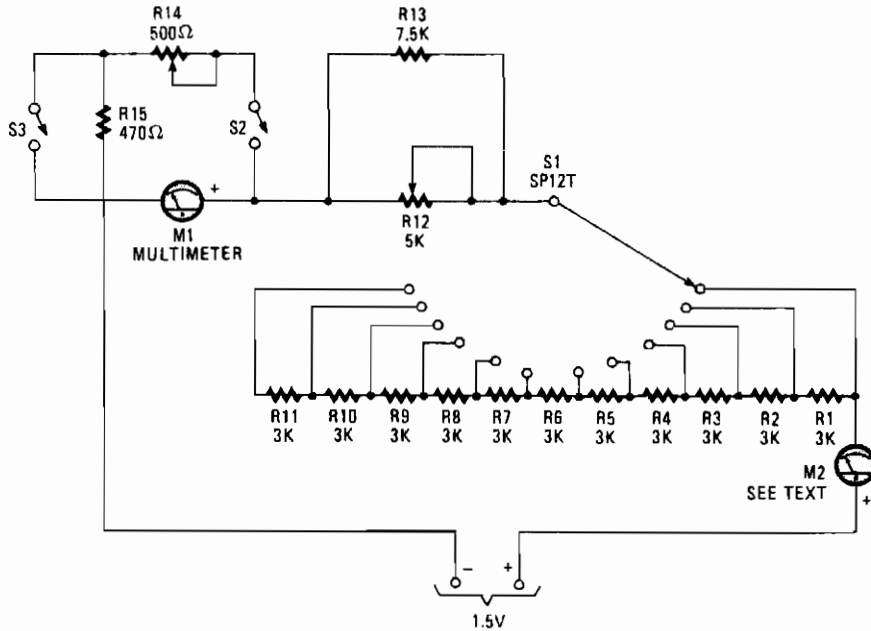 R14
500Ω
R13
7.5K
S3
R15
470Ω
S2
S1
SP12T
+
M1
MULTIMETER
R12
5K
R11
3K
R10
3K
R9
3K
R8
3K
R7
3K
R6
3K
R5
3K
R4
3K
R3
3K
R2
3K
R1
3K
M2
SEE TEXT
+
− +
1.5V